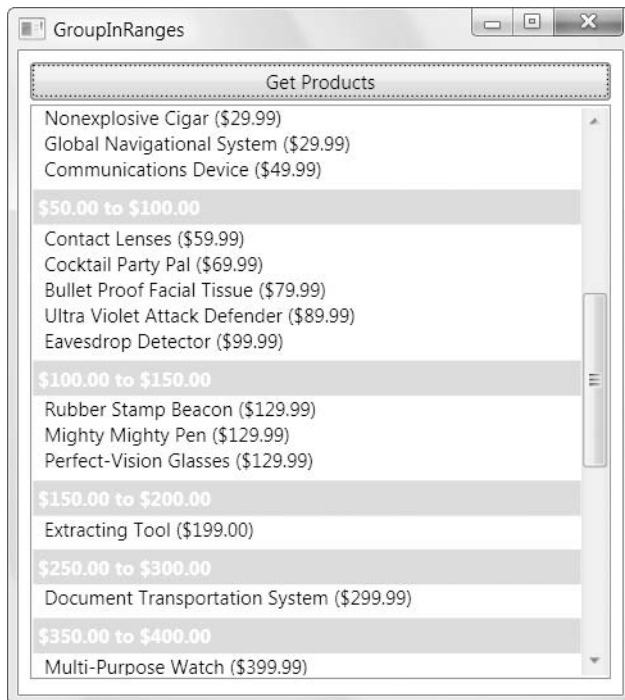 GroupInRanges
Get Products
Nonexplosive Cigar ($29.99)
Global Navigational System ($29.99)
Communications Device ($49.99)
$50.00 to $100.00
Contact Lenses ($59.99)
Cocktail Party Pal ($69.99)
Bullet Proof Facial Tissue ($79.99)
Ultra Violet Attack Defender ($89.99)
Eavesdrop Detector ($99.99)
$100.00 to $150.00
Rubber Stamp Beacon ($129.99)
Mighty Mighty Pen ($129.99)
Perfect-Vision Glasses ($129.99)
$150.00 to $200.00
Extracting Tool ($199.00)
$250.00 to $300.00
Document Transportation System ($299.99)
$350.00 to $400.00
Multi-Purpose Watch ($399.99)